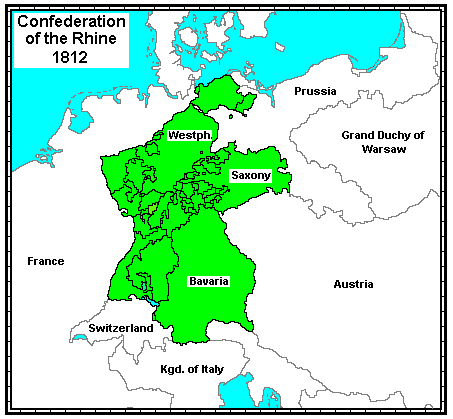 Confederation
of the Rhine
1812
Prussia
Westph.
Grand Duchy of
Warsaw
Saxony
France
Bavaria
Austria
Switzerland
Kgd. of Italy